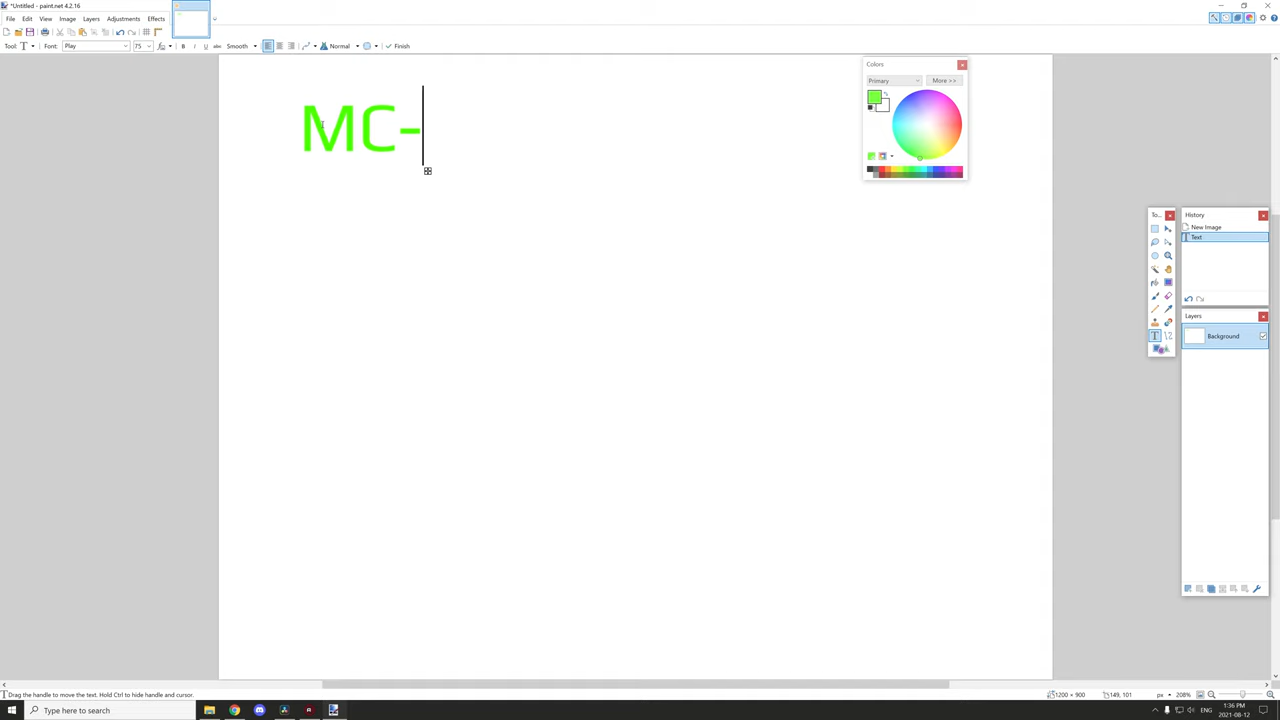 *Untitled - paint.net 4.2.16
File Edit View Image Layers Adjustments Effects
Tool: T Font: Play 75 B I U abc Smooth Normal Finish
MC-
Colors
Primary More >>
To...
History
New Image
Text
Layers
Background
Drag the handle to move the text. Hold Ctrl to hide handle and cursor.
1200 × 900 149, 101 px 208%
Type here to search
ENG
1:36 PM
2021-08-12